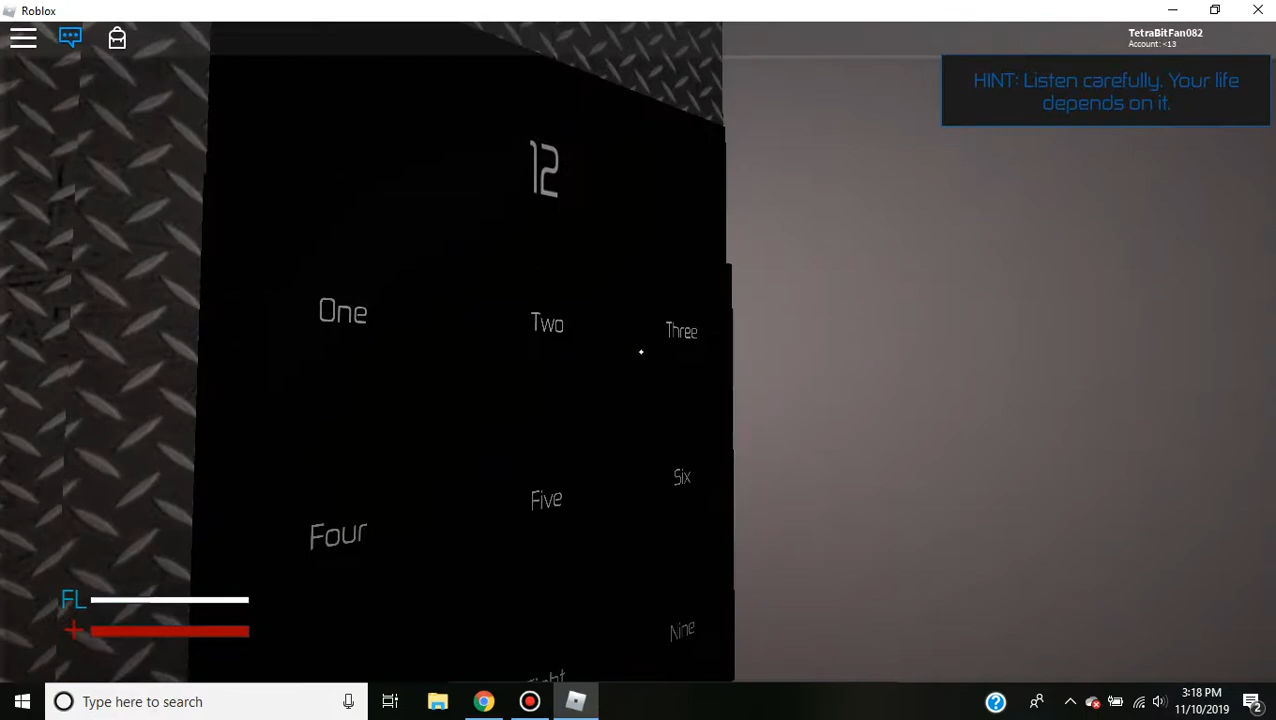 Roblox
TetraBitFan082
Account: <13
HINT: Listen carefully. Your life
depends on it.
12
One
Two
Three
Four
Five
Six
Nine
FL
Type here to search
3:18 PM
11/10/2019
2